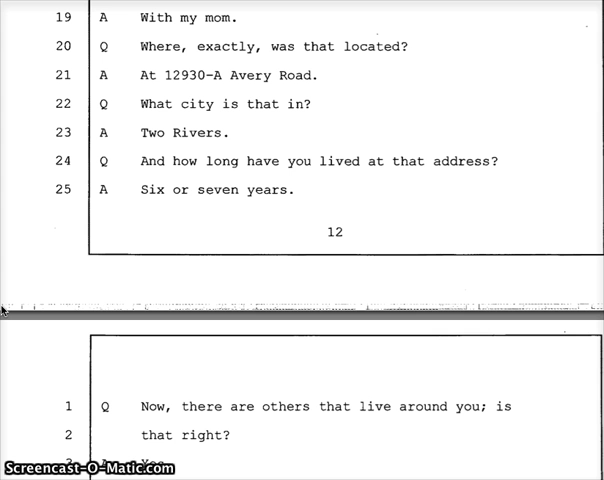 19 A With my mom.
20 Q Where, exactly, was that located?
21 A At 12930-A Avery Road.
22 Q What city is that in?
23 A Two Rivers.
24 Q And how long have you lived at that address?
25 A Six or seven years.
12
1 Q Now, there are others that live around you; is
2 that right?
Screencast-O-Matic.com